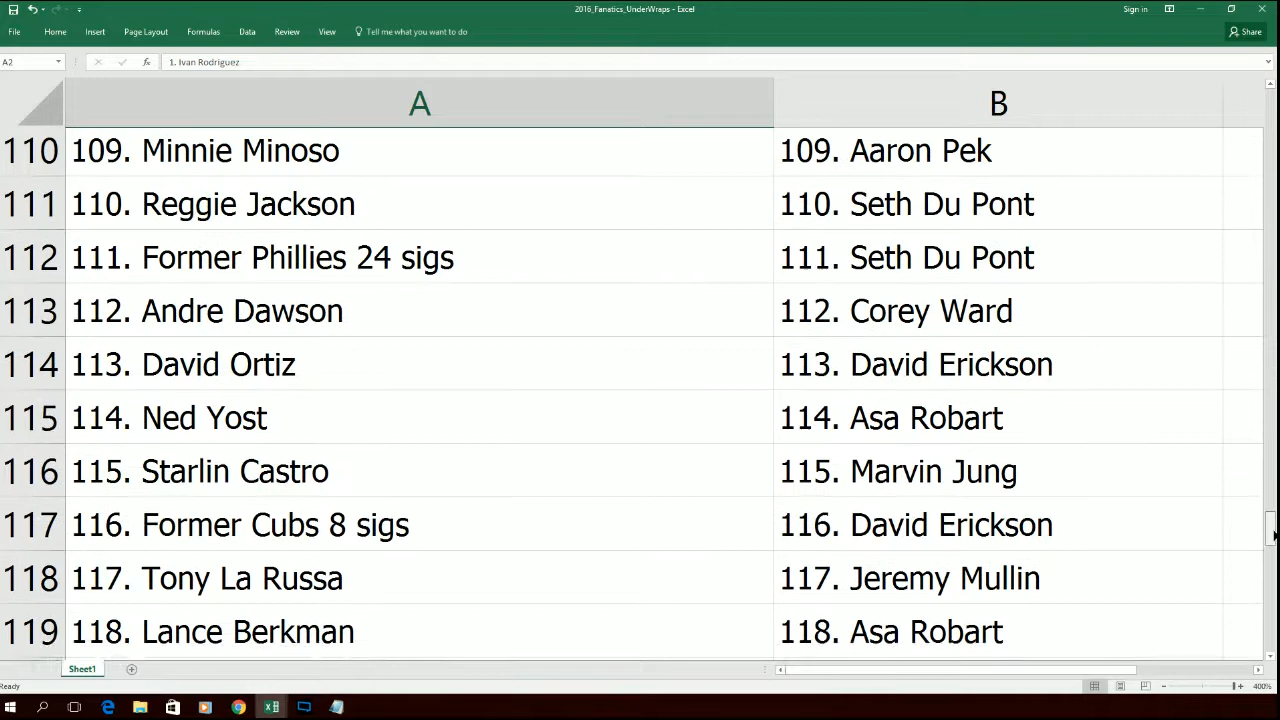 2016_Fanatics_UnderWraps - Excel
Sign in
File Home Insert Page Layout Formulas Data Review View Tell me what you want to do Share
A2 fx 1. Ivan Rodriguez
A B
110 109. Minnie Minoso 109. Aaron Pek
111 110. Reggie Jackson 110. Seth Du Pont
112 111. Former Phillies 24 sigs 111. Seth Du Pont
113 112. Andre Dawson 112. Corey Ward
114 113. David Ortiz 113. David Erickson
115 114. Ned Yost 114. Asa Robart
116 115. Starlin Castro 115. Marvin Jung
117 116. Former Cubs 8 sigs 116. David Erickson
118 117. Tony La Russa 117. Jeremy Mullin
119 118. Lance Berkman 118. Asa Robart
Sheet1
Ready 400%